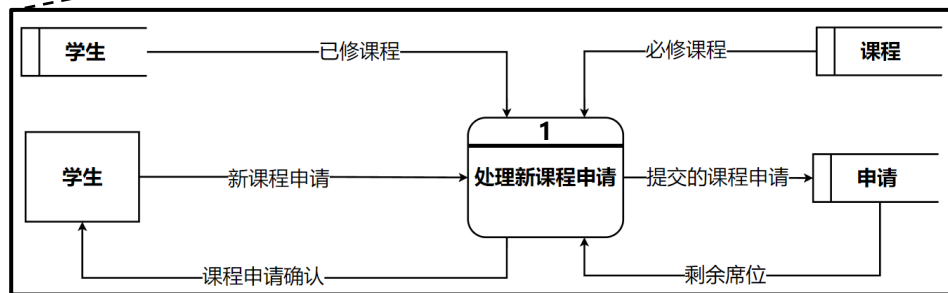 学生
已修课程
必修课程
课程
1
学生
新课程申请
处理新课程申请
提交的课程申请
申请
课程申请确认
剩余席位